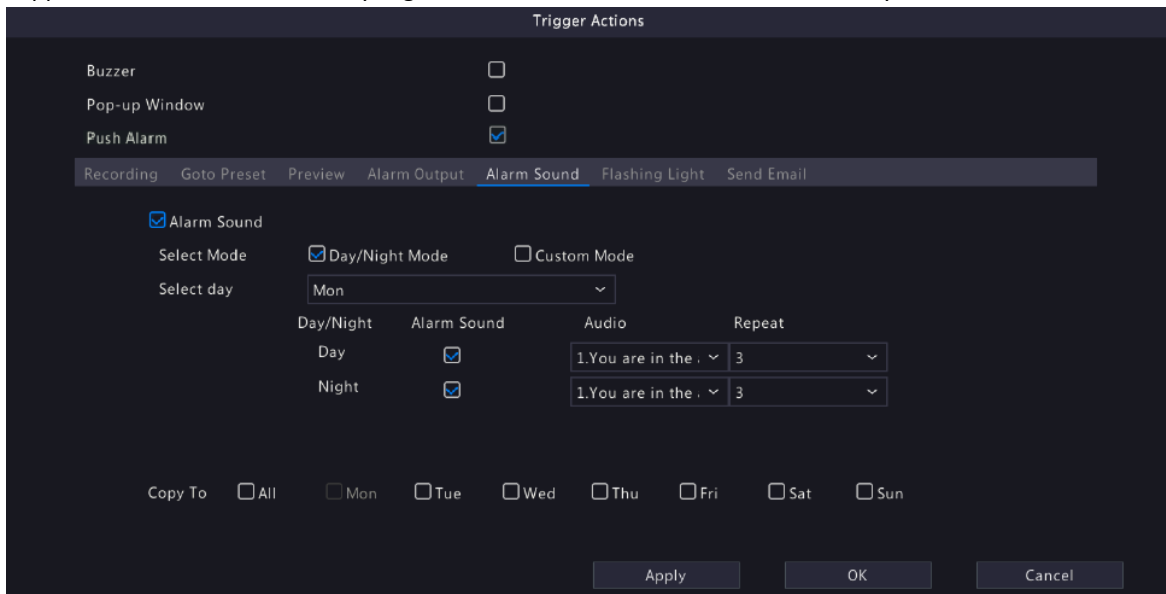 Trigger Actions
Buzzer
Pop-up Window
Push Alarm
Recording Goto Preset Preview Alarm Output Alarm Sound Flashing Light Send Email
Alarm Sound
Select Mode Day/Night Mode Custom Mode
Select day Mon
Day/Night Alarm Sound Audio Repeat
Day 1.You are in the 3
Night 1.You are in the 3
Copy To All Mon Tue Wed Thu Fri Sat Sun
Apply OK Cancel